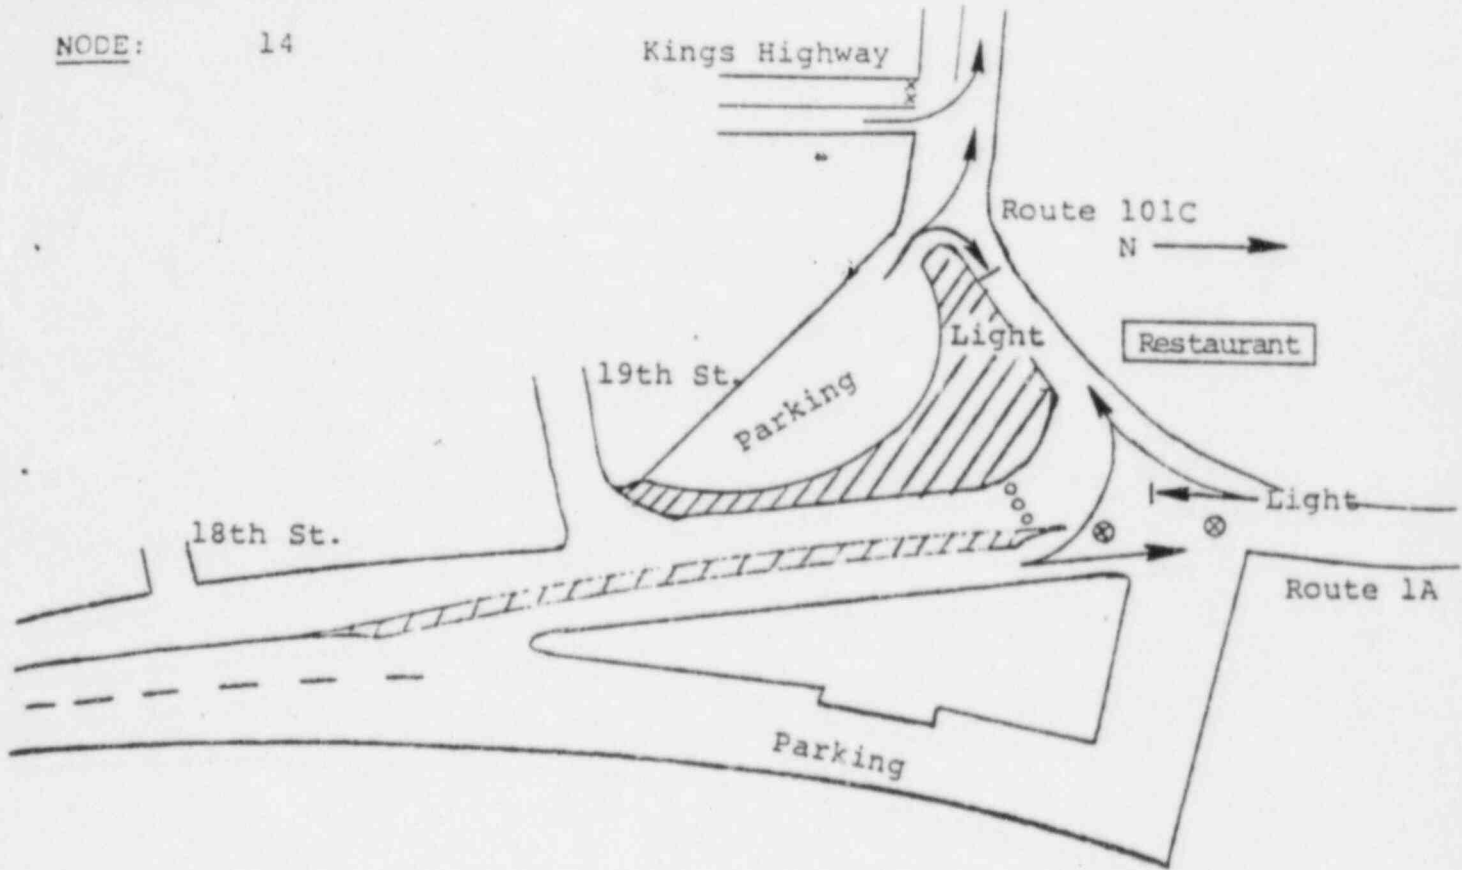 NODE: 14
Kings Highway
Route 101C
N
Light
Restaurant
19th St.
Parking
Light
18th St.
Route 1A
Parking